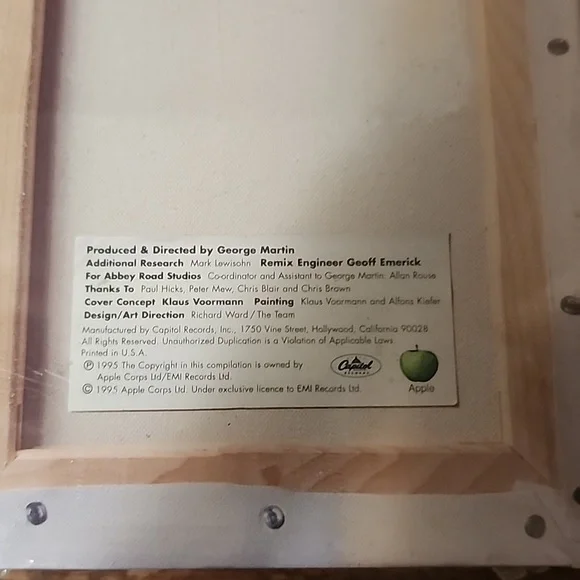 Produced & Directed by George Martin
Additional Research Mark Lewisohn Remix Engineer Geoff Emerick
For Abbey Road Studios Co-ordinator and Assistant to George Martin: Allan Rouse
Thanks To Paul Hicks, Peter Mew, Chris Blair and Chris Brown
Cover Concept Klaus Voormann Painting Klaus Voormann and Alfons Kiefer
Design/Art Direction Richard Ward / The Team
Manufactured by Capitol Records, Inc., 1750 Vine Street, Hollywood, California 90028
All Rights Reserved. Unauthorized Duplication is a Violation of Applicable Laws.
Printed in U.S.A.
℗ 1995 The Copyright in this compilation is owned by
Apple Corps Ltd/EMI Records Ltd.
© 1995 Apple Corps Ltd. Under exclusive licence to EMI Records Ltd.
Capitol
RECORDS
Apple